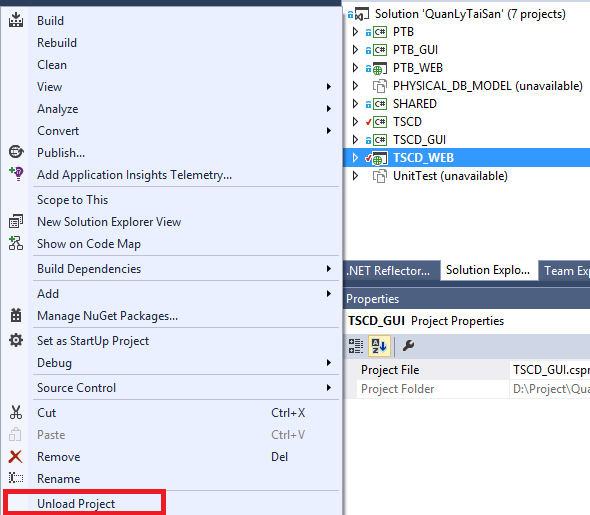 Build
Rebuild
Clean
View
Analyze
Convert
Publish...
Add Application Insights Telemetry...
Scope to This
New Solution Explorer View
Show on Code Map
Build Dependencies
Add
Manage NuGet Packages...
Set as StartUp Project
Debug
Source Control
Cut Ctrl+X
Paste Ctrl+V
Remove Del
Rename
Unload Project
Solution 'QuanLyTaiSan' (7 projects)
C# PTB
C# PTB_GUI
PTB_WEB
PHYSICAL_DB_MODEL (unavailable)
C# SHARED
C# TSCD
C# TSCD_GUI
TSCD_WEB
UnitTest (unavailable)
.NET Reflector... Solution Explo... Team Exp
Properties
TSCD_GUI Project Properties
Project File TSCD_GUI.cspr
Project Folder D:\Project\Qua